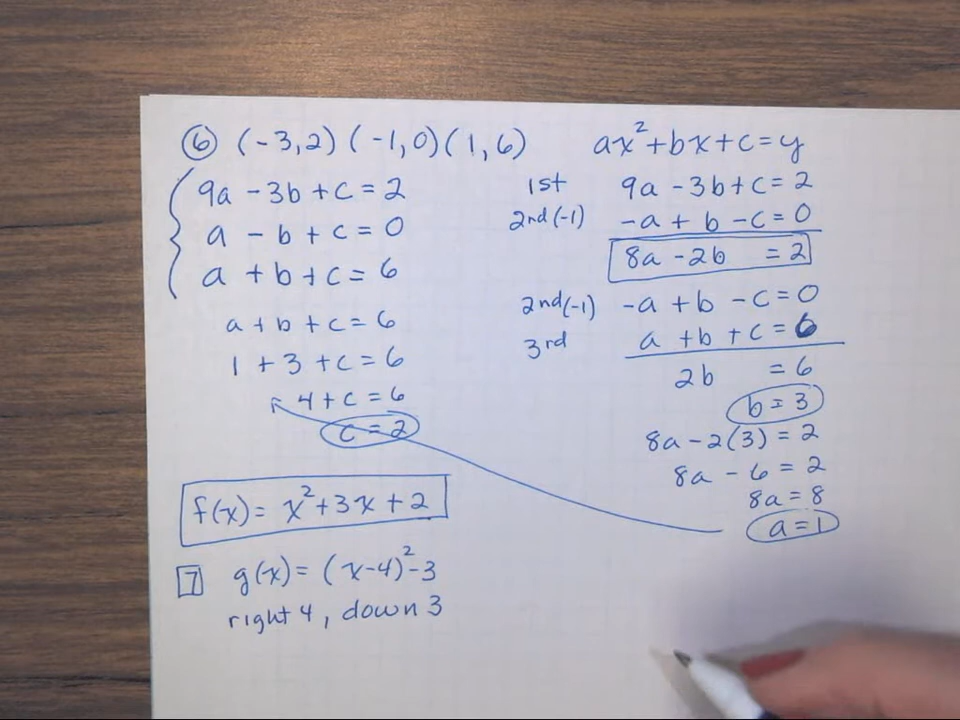 ⑥ (-3,2) (-1,0) (1,6)
9a - 3b + c = 2
a - b + c = 0
a + b + c = 6
a + b + c = 6
1 + 3 + c = 6
4 + c = 6
c = 2
f(x) = x²+3x+2
ax²+bx+c=y
1st 9a - 3b + c = 2
2nd (-1) -a + b - c = 0
8a - 2b = 2
2nd (-1) -a + b - c = 0
3rd a + b + c = 6
2b = 6
b = 3
8a - 2(3) = 2
8a - 6 = 2
8a = 8
a = 1
7 g(x) = (x-4)²-3
right 4, down 3